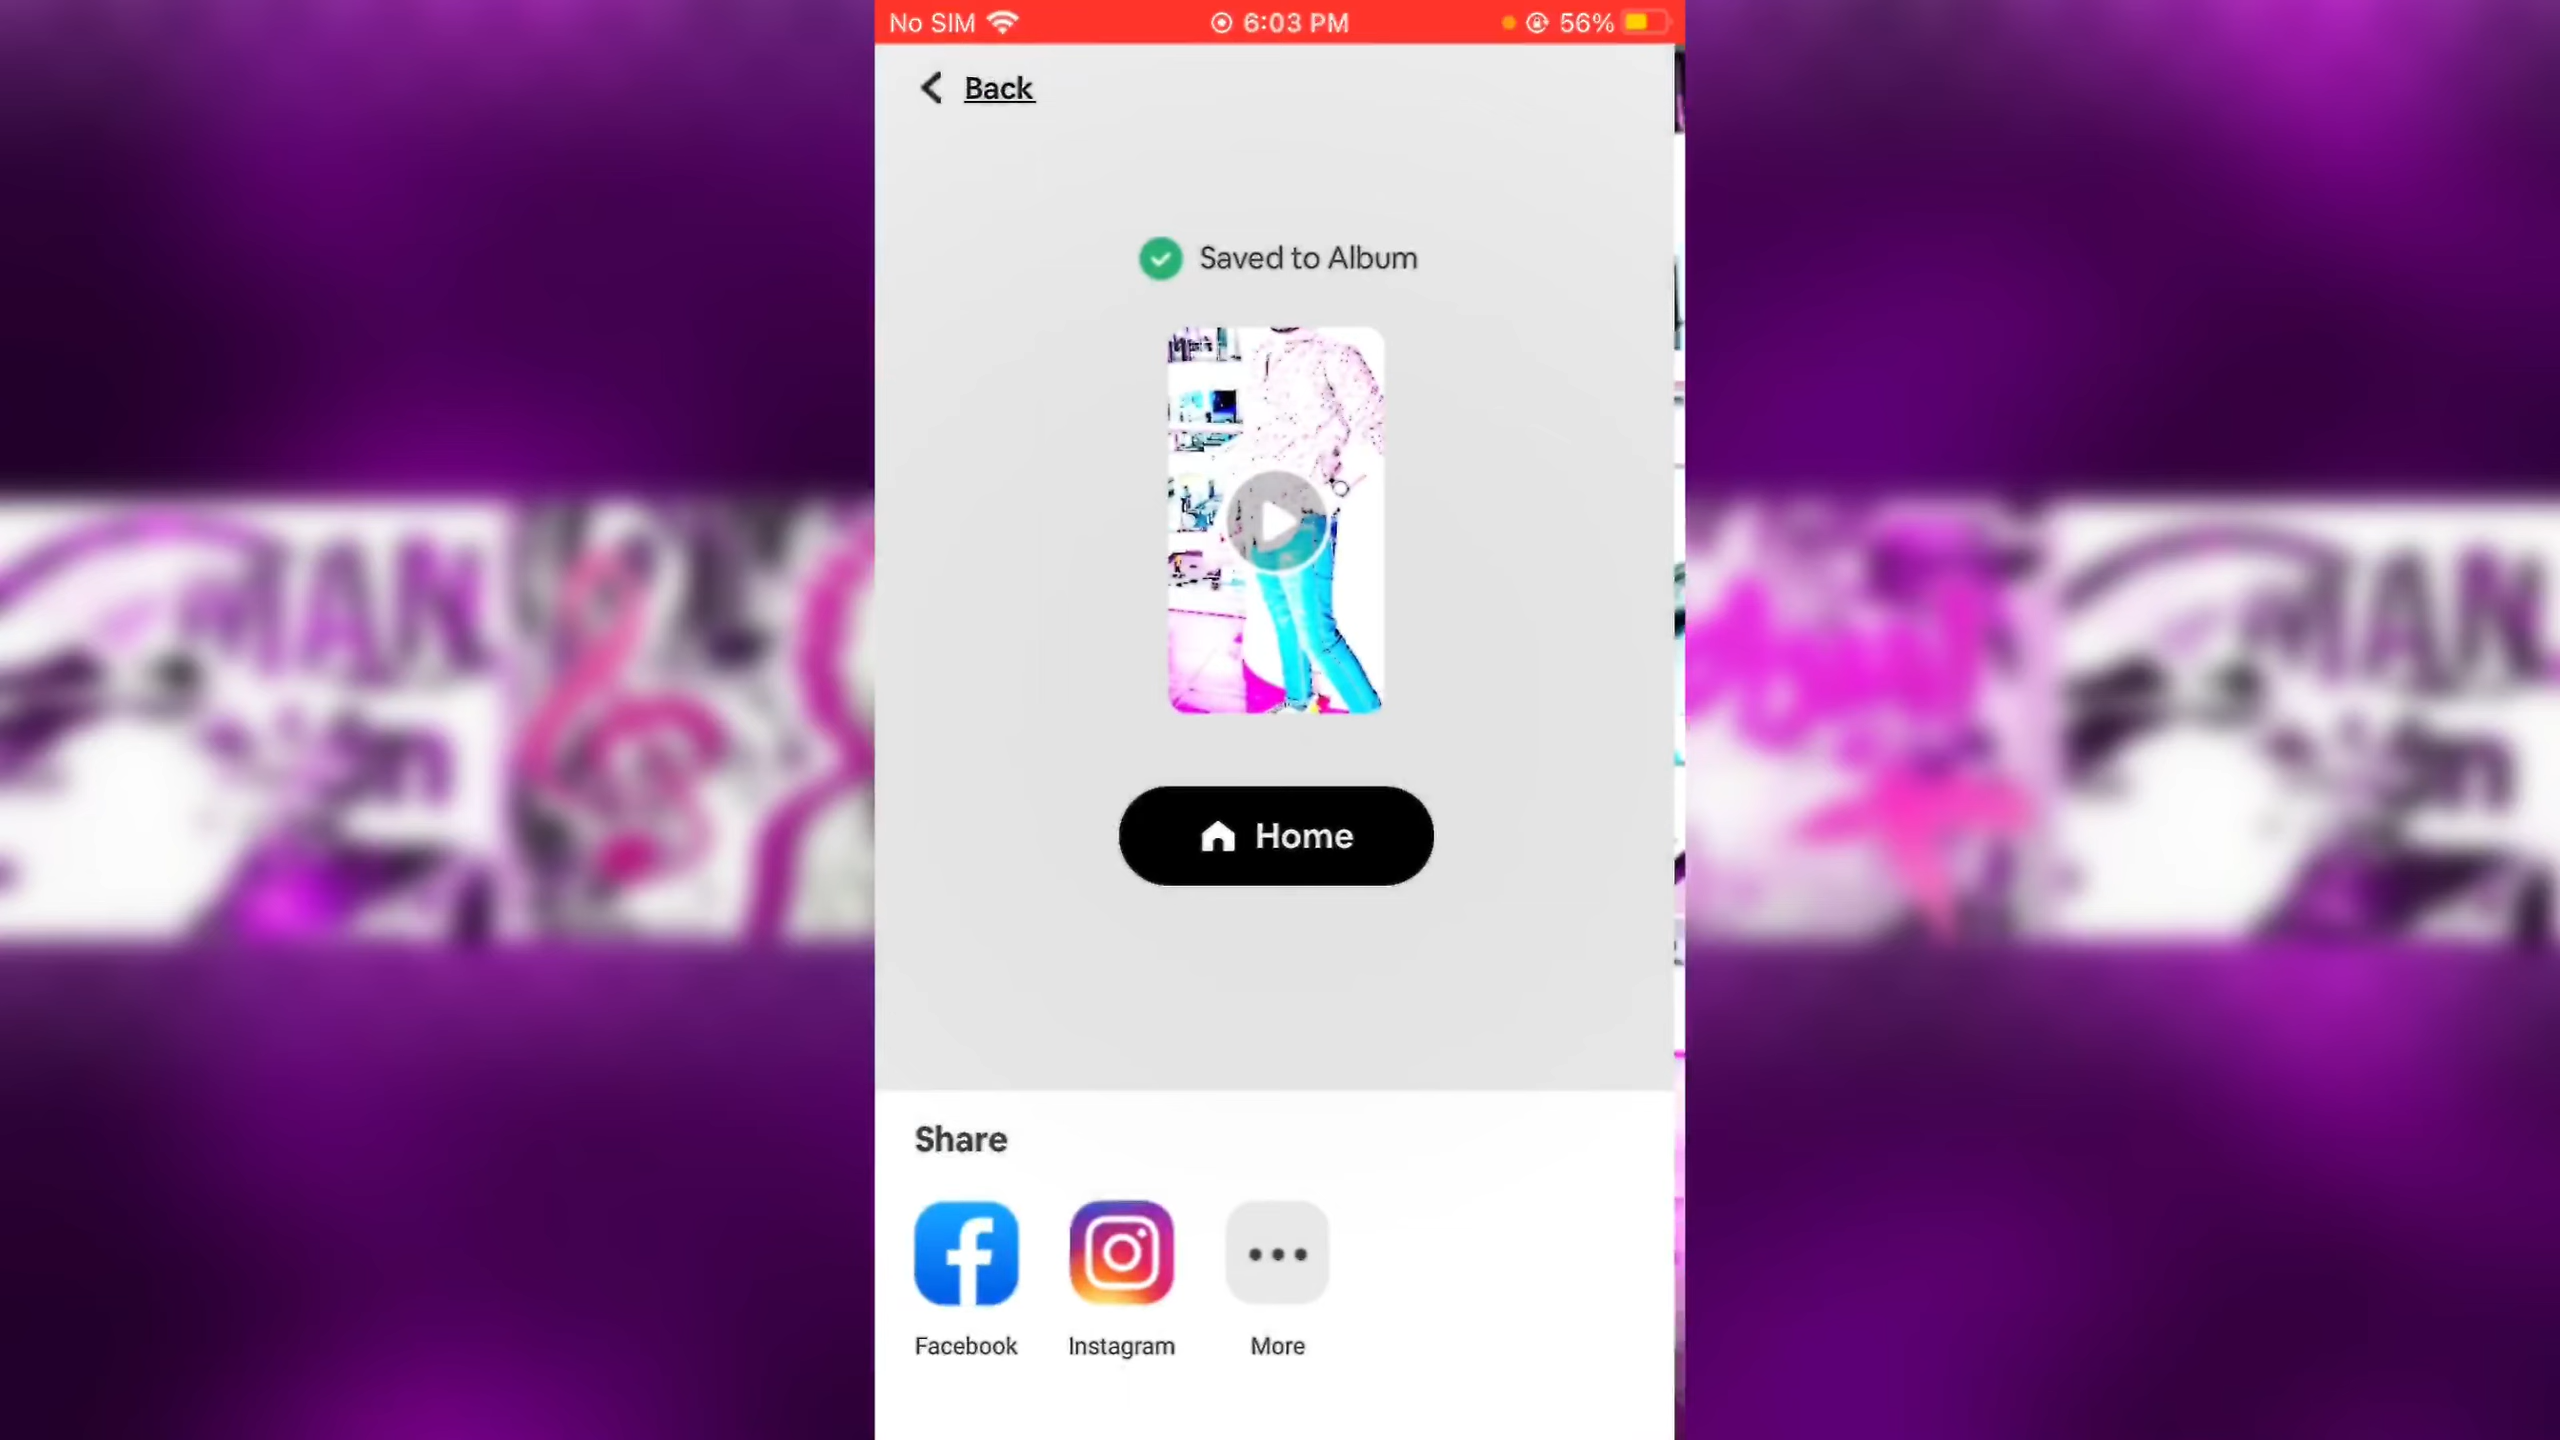 No SIM 6:03 PM 56%
Back
Saved to Album
Home
Share
Facebook Instagram More